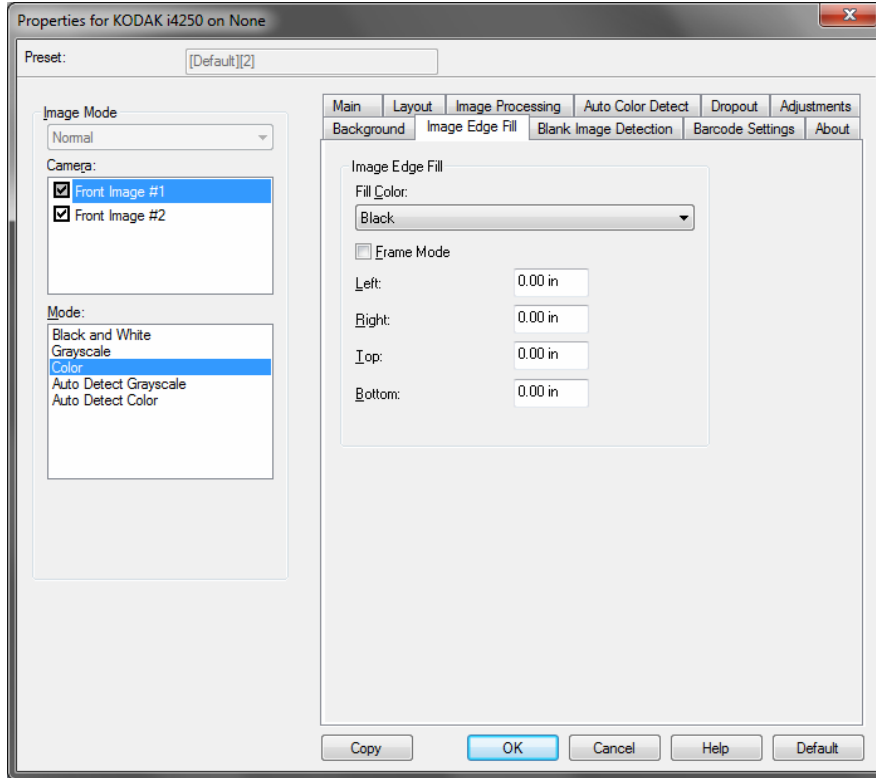 Properties for KODAK i4250 on None
Preset:
[Default][2]
Image Mode
Normal
Camera:
Front Image #1
Front Image #2
Mode:
Black and White
Grayscale
Color
Auto Detect Grayscale
Auto Detect Color
Main Layout Image Processing Auto Color Detect Dropout Adjustments
Background Image Edge Fill Blank Image Detection Barcode Settings About
Image Edge Fill
Fill Color:
Black
Frame Mode
Left: 0.00 in
Right: 0.00 in
Top: 0.00 in
Bottom: 0.00 in
Copy OK Cancel Help Default